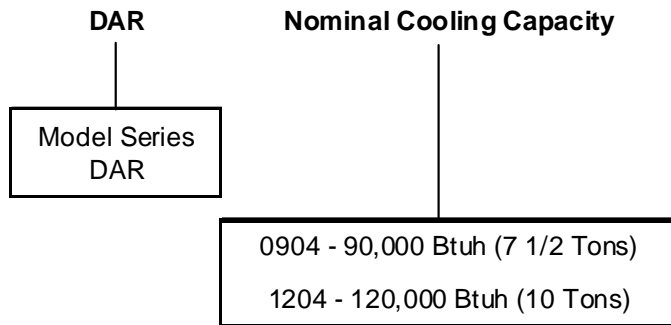 DAR
Nominal Cooling Capacity
Model Series
DAR
0904 - 90,000 Btuh (7 1/2 Tons)
1204 - 120,000 Btuh (10 Tons)